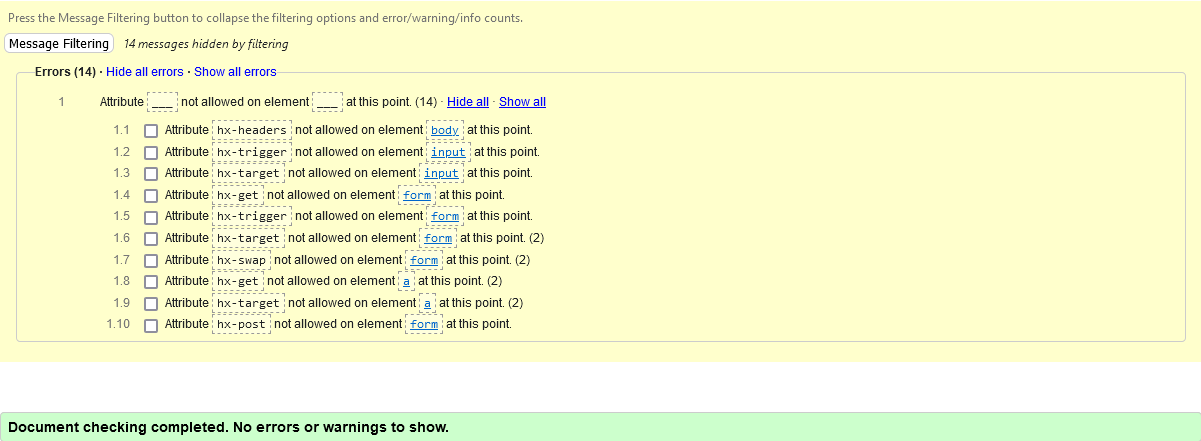 Press the Message Filtering button to collapse the filtering options and error/warning/info counts.
Message Filtering 14 messages hidden by filtering
Errors (14) · Hide all errors · Show all errors
1 Attribute ___ not allowed on element ___ at this point. (14) · Hide all · Show all
1.1 Attribute hx-headers not allowed on element body at this point.
1.2 Attribute hx-trigger not allowed on element input at this point.
1.3 Attribute hx-target not allowed on element input at this point.
1.4 Attribute hx-get not allowed on element form at this point.
1.5 Attribute hx-trigger not allowed on element form at this point.
1.6 Attribute hx-target not allowed on element form at this point. (2)
1.7 Attribute hx-swap not allowed on element form at this point. (2)
1.8 Attribute hx-get not allowed on element a at this point. (2)
1.9 Attribute hx-target not allowed on element a at this point. (2)
1.10 Attribute hx-post not allowed on element form at this point.
Document checking completed. No errors or warnings to show.